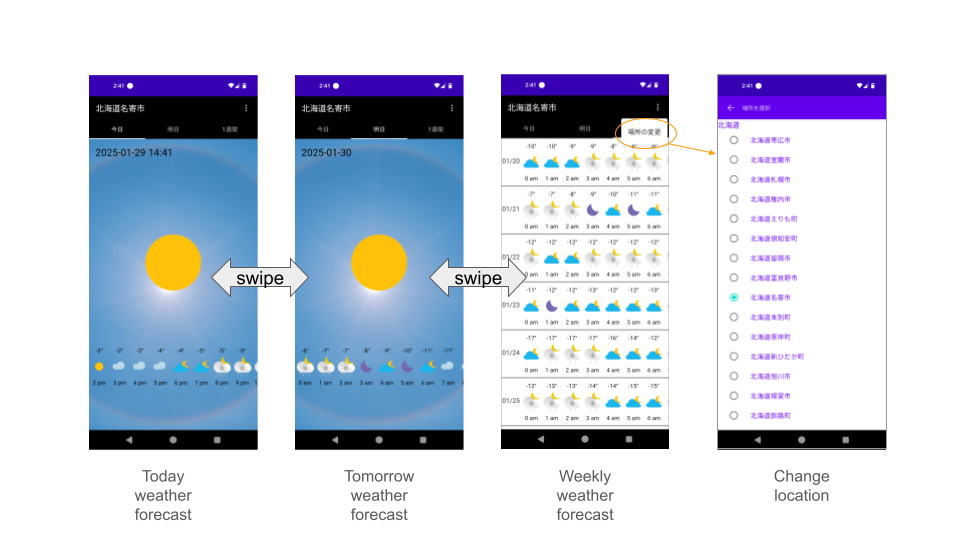 2:41
北海道名寄市
今日 明日 1週間
2025-01-29 14:41
-2° -2° -3° -4° -4° -5° -5° -5°
2 pm 3 pm 4 pm 5 pm 6 pm 7 pm 8 pm 9 pm
swipe
Today
weather
forecast
2:41
北海道名寄市
今日 明日 1週間
2025-01-30
-6° -7° -7° -8° -9° -10° -11° -11°
0 am 1 am 2 am 3 am 4 am 5 am 6 am 7 am
swipe
Tomorrow
weather
forecast
2:41
北海道名寄市
今日 明日
場所の変更
-10° -10° -9° -9° -8°
01/20
0 am 1 am 2 am 3 am 4 am 5 am 6 am
-7° -7° -8° -9° -10° -11° -11°
01/21
0 am 1 am 2 am 3 am 4 am 5 am 6 am
-12° -12° -12° -12° -12° -12° -12°
01/22
0 am 1 am 2 am 3 am 4 am 5 am 6 am
-11° -12° -12° -13° -12° -12° -13°
01/23
0 am 1 am 2 am 3 am 4 am 5 am 6 am
-17° -17° -17° -17° -16° -14° -12°
01/24
0 am 1 am 2 am 3 am 4 am 5 am 6 am
-12° -13° -13° -14° -14° -15° -15°
01/25
0 am 1 am 2 am 3 am 4 am 5 am 6 am
Weekly
weather
forecast
2:41
場所を選択
北海道
北海道帯広市
北海道室蘭市
北海道札幌市
北海道稚内市
北海道えりも町
北海道倶知安町
北海道留萌市
北海道富良野市
北海道名寄市
北海道本別町
北海道厚岸町
北海道新ひだか町
北海道旭川市
北海道根室市
北海道釧路町
Change
location